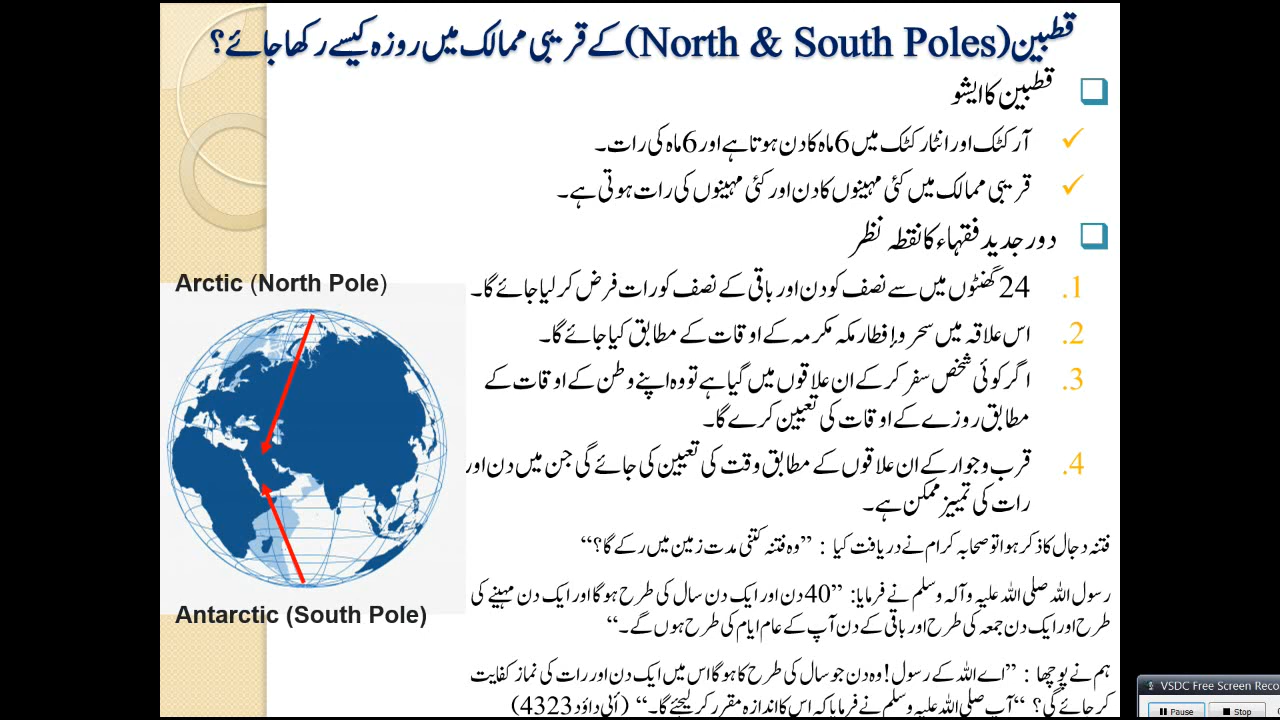 قطبین(North & South Poles)کے قریبی ممالک میں روزہ کیسے رکھا جائے؟
قطبین کا ایشو
آرکٹک اور انٹارکٹک میں 6ماہ کا دن ہوتا ہے اور 6ماہ کی رات۔
قریبی ممالک میں کئی مہینوں کا دن اور کئی مہینوں کی رات ہوتی ہے۔
دور جدید فقہاء کا نقطہ نظر
1. 24 گھنٹوں میں سے نصف کو دن اور باقی کے نصف کو رات فرض کر لیا جائے گا۔
2. اس علاقہ میں سحر و افطار مکہ مکرمہ کے اوقات کے مطابق کیا جائے گا۔
3. اگر کوئی شخص سفر کر کے ان علاقوں میں گیا ہے تو وہ اپنے وطن کے اوقات کے
مطابق روزے کے اوقات کی تعیین کرے گا۔
4. قرب و جوار کے ان علاقوں کے مطابق وقت کی تعیین کی جائے گی جن میں دن اور
رات کی تمییز ممکن ہے۔
فتنہ دجال کا ذکر ہوا تو صحابہ کرام نے دریافت کیا : ”وہ فتنہ کتنی مدت زمین میں رکے گا؟“
رسول اللہ صلی اللہ علیہ وآلہ وسلم نے فرمایا: ”40 دن اور ایک دن سال کی طرح ہو گا اور ایک دن مہینے کی
طرح اور ایک دن جمعہ کی طرح اور باقی کے دن آپ کے عام ایام کی طرح ہوں گے۔“
ہم نے پوچھا : ”اے اللہ کے رسول! وہ دن جو سال کی طرح کا ہو گا اس میں ایک دن اور رات کی نماز کفایت
کر جائے گی؟ “آپ صلی اللہ علیہ وسلم نے فرمایا کہ اس کا اندازہ مقرر کر لیجئے گا۔“ (أبی داؤد 4323)
Arctic (North Pole)
Antarctic (South Pole)
VSDC Free Screen Reco
Pause
Stop